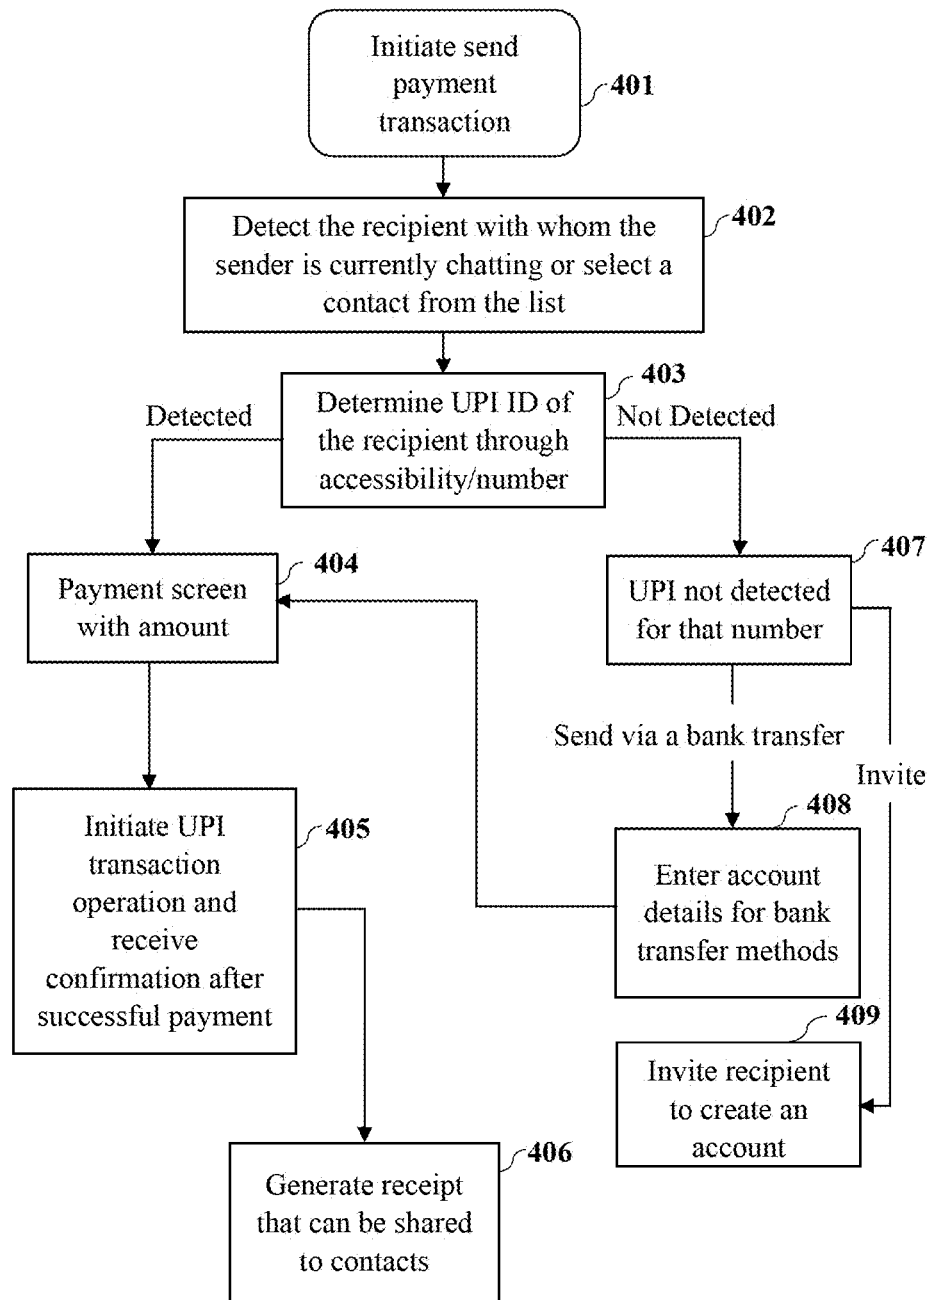 Initiate send
payment
transaction
401
Detect the recipient with whom the
sender is currently chatting or select a
contact from the list
402
Determine UPI ID of
the recipient through
accessibility/number
403
Detected
Not Detected
Payment screen
with amount
404
UPI not detected
for that number
407
Send via a bank transfer
Invite
Initiate UPI
transaction
operation and
receive
confirmation after
successful payment
405
Enter account
details for bank
transfer methods
408
Invite recipient
to create an
account
409
Generate receipt
that can be shared
to contacts
406